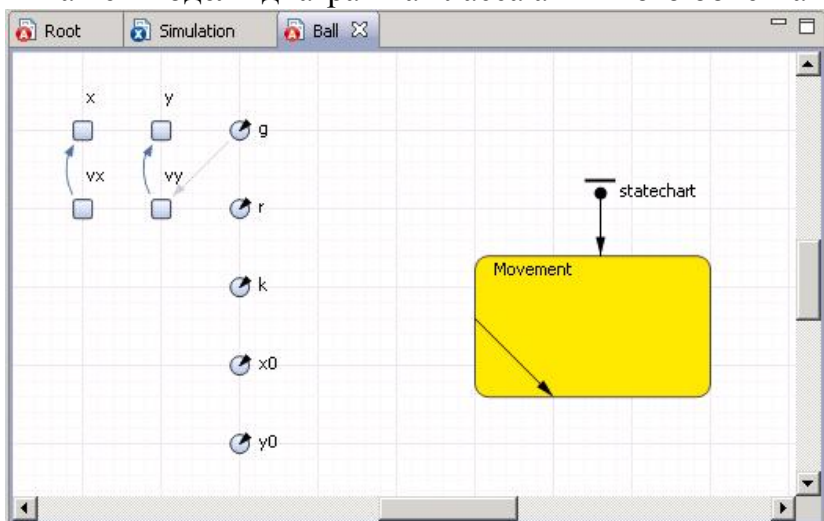 Root Simulation Ball
x y
g
vx vy
statechart
r
Movement
k
x0
y0